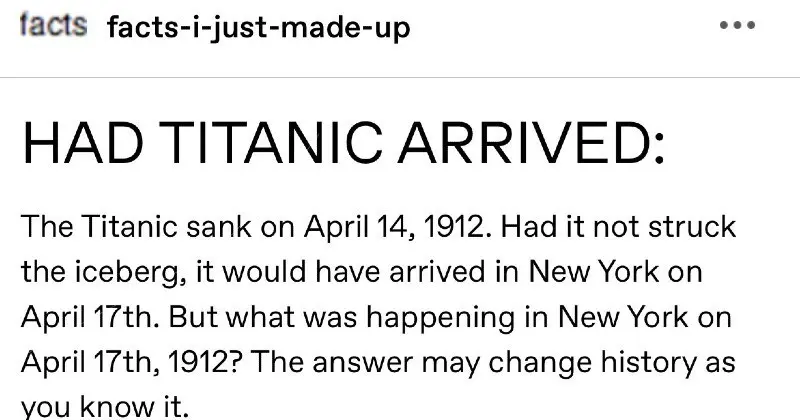 facts facts-i-just-made-up
HAD TITANIC ARRIVED:
The Titanic sank on April 14, 1912. Had it not struck
the iceberg, it would have arrived in New York on
April 17th. But what was happening in New York on
April 17th, 1912? The answer may change history as
you know it.